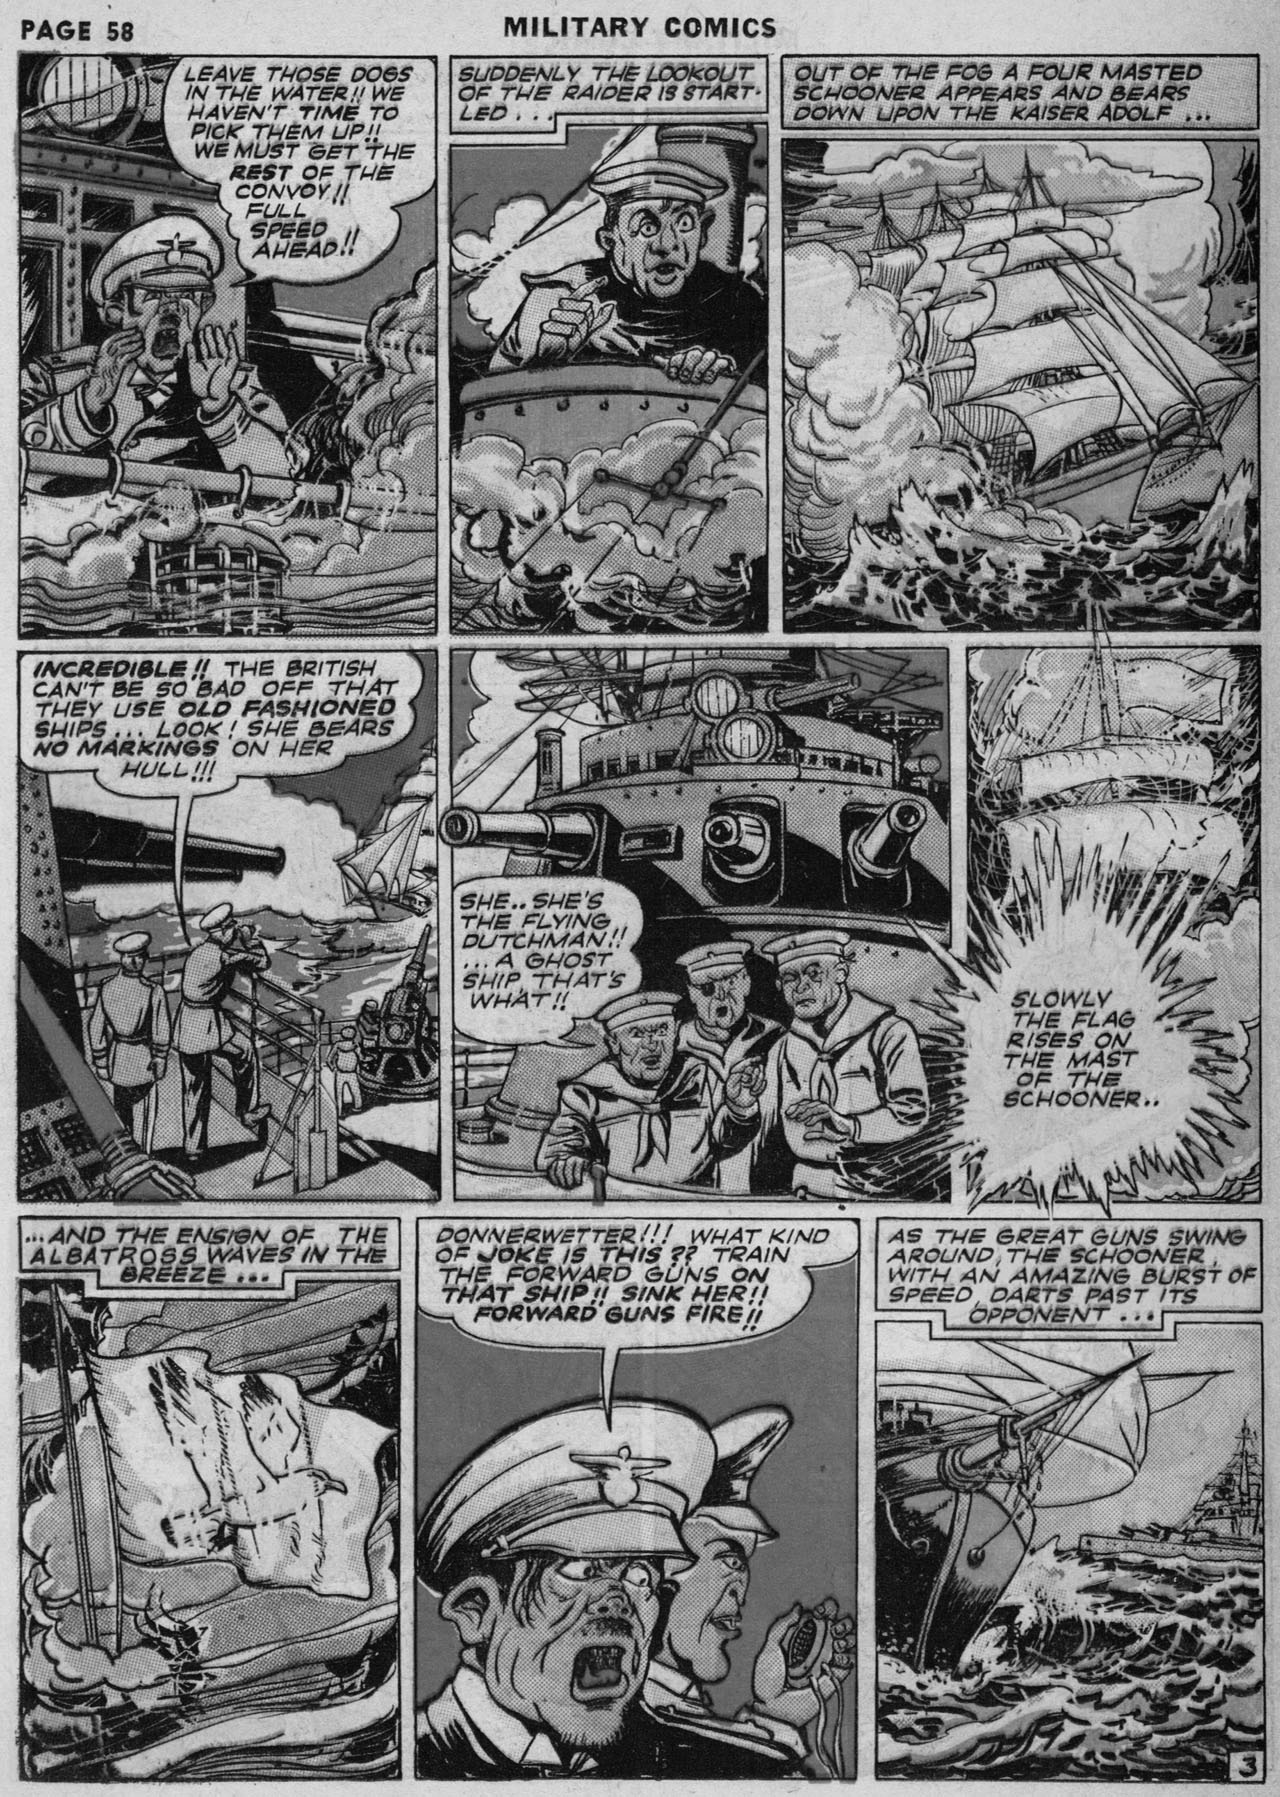 PAGE 58
MILITARY COMICS
LEAVE THOSE DOGS
IN THE WATER!! WE
HAVEN'T TIME TO
PICK THEM UP!!
WE MUST GET THE
REST OF THE
CONVOY!!
FULL
SPEED
AHEAD!!
SUDDENLY THE LOOKOUT
OF THE RAIDER IS START-
LED...
OUT OF THE FOG A FOUR MASTED
SCHOONER APPEARS AND BEARS
DOWN UPON THE KAISER ADOLF ...
INCREDIBLE!! THE BRITISH
CAN'T BE SO BAD OFF THAT
THEY USE OLD FASHIONED
SHIPS... LOOK! SHE BEARS
NO MARKINGS ON HER
HULL!!!
SHE.. SHE'S
THE FLYING
DUTCHMAN!!
...A GHOST
SHIP, THAT'S
WHAT!!
SLOWLY
THE FLAG
RISES ON
THE MAST
OF THE
SCHOONER..
...AND THE ENSIGN OF THE
ALBATROSS WAVES IN THE
BREEZE...
DONNERWETTER!!! WHAT KIND
OF JOKE IS THIS?? TRAIN
THE FORWARD GUNS ON
THAT SHIP!! SINK HER!!
FORWARD GUNS FIRE!!
AS THE GREAT GUNS SWING
AROUND, THE SCHOONER,
WITH AN AMAZING BURST OF
SPEED, DARTS PAST ITS
OPPONENT...
3